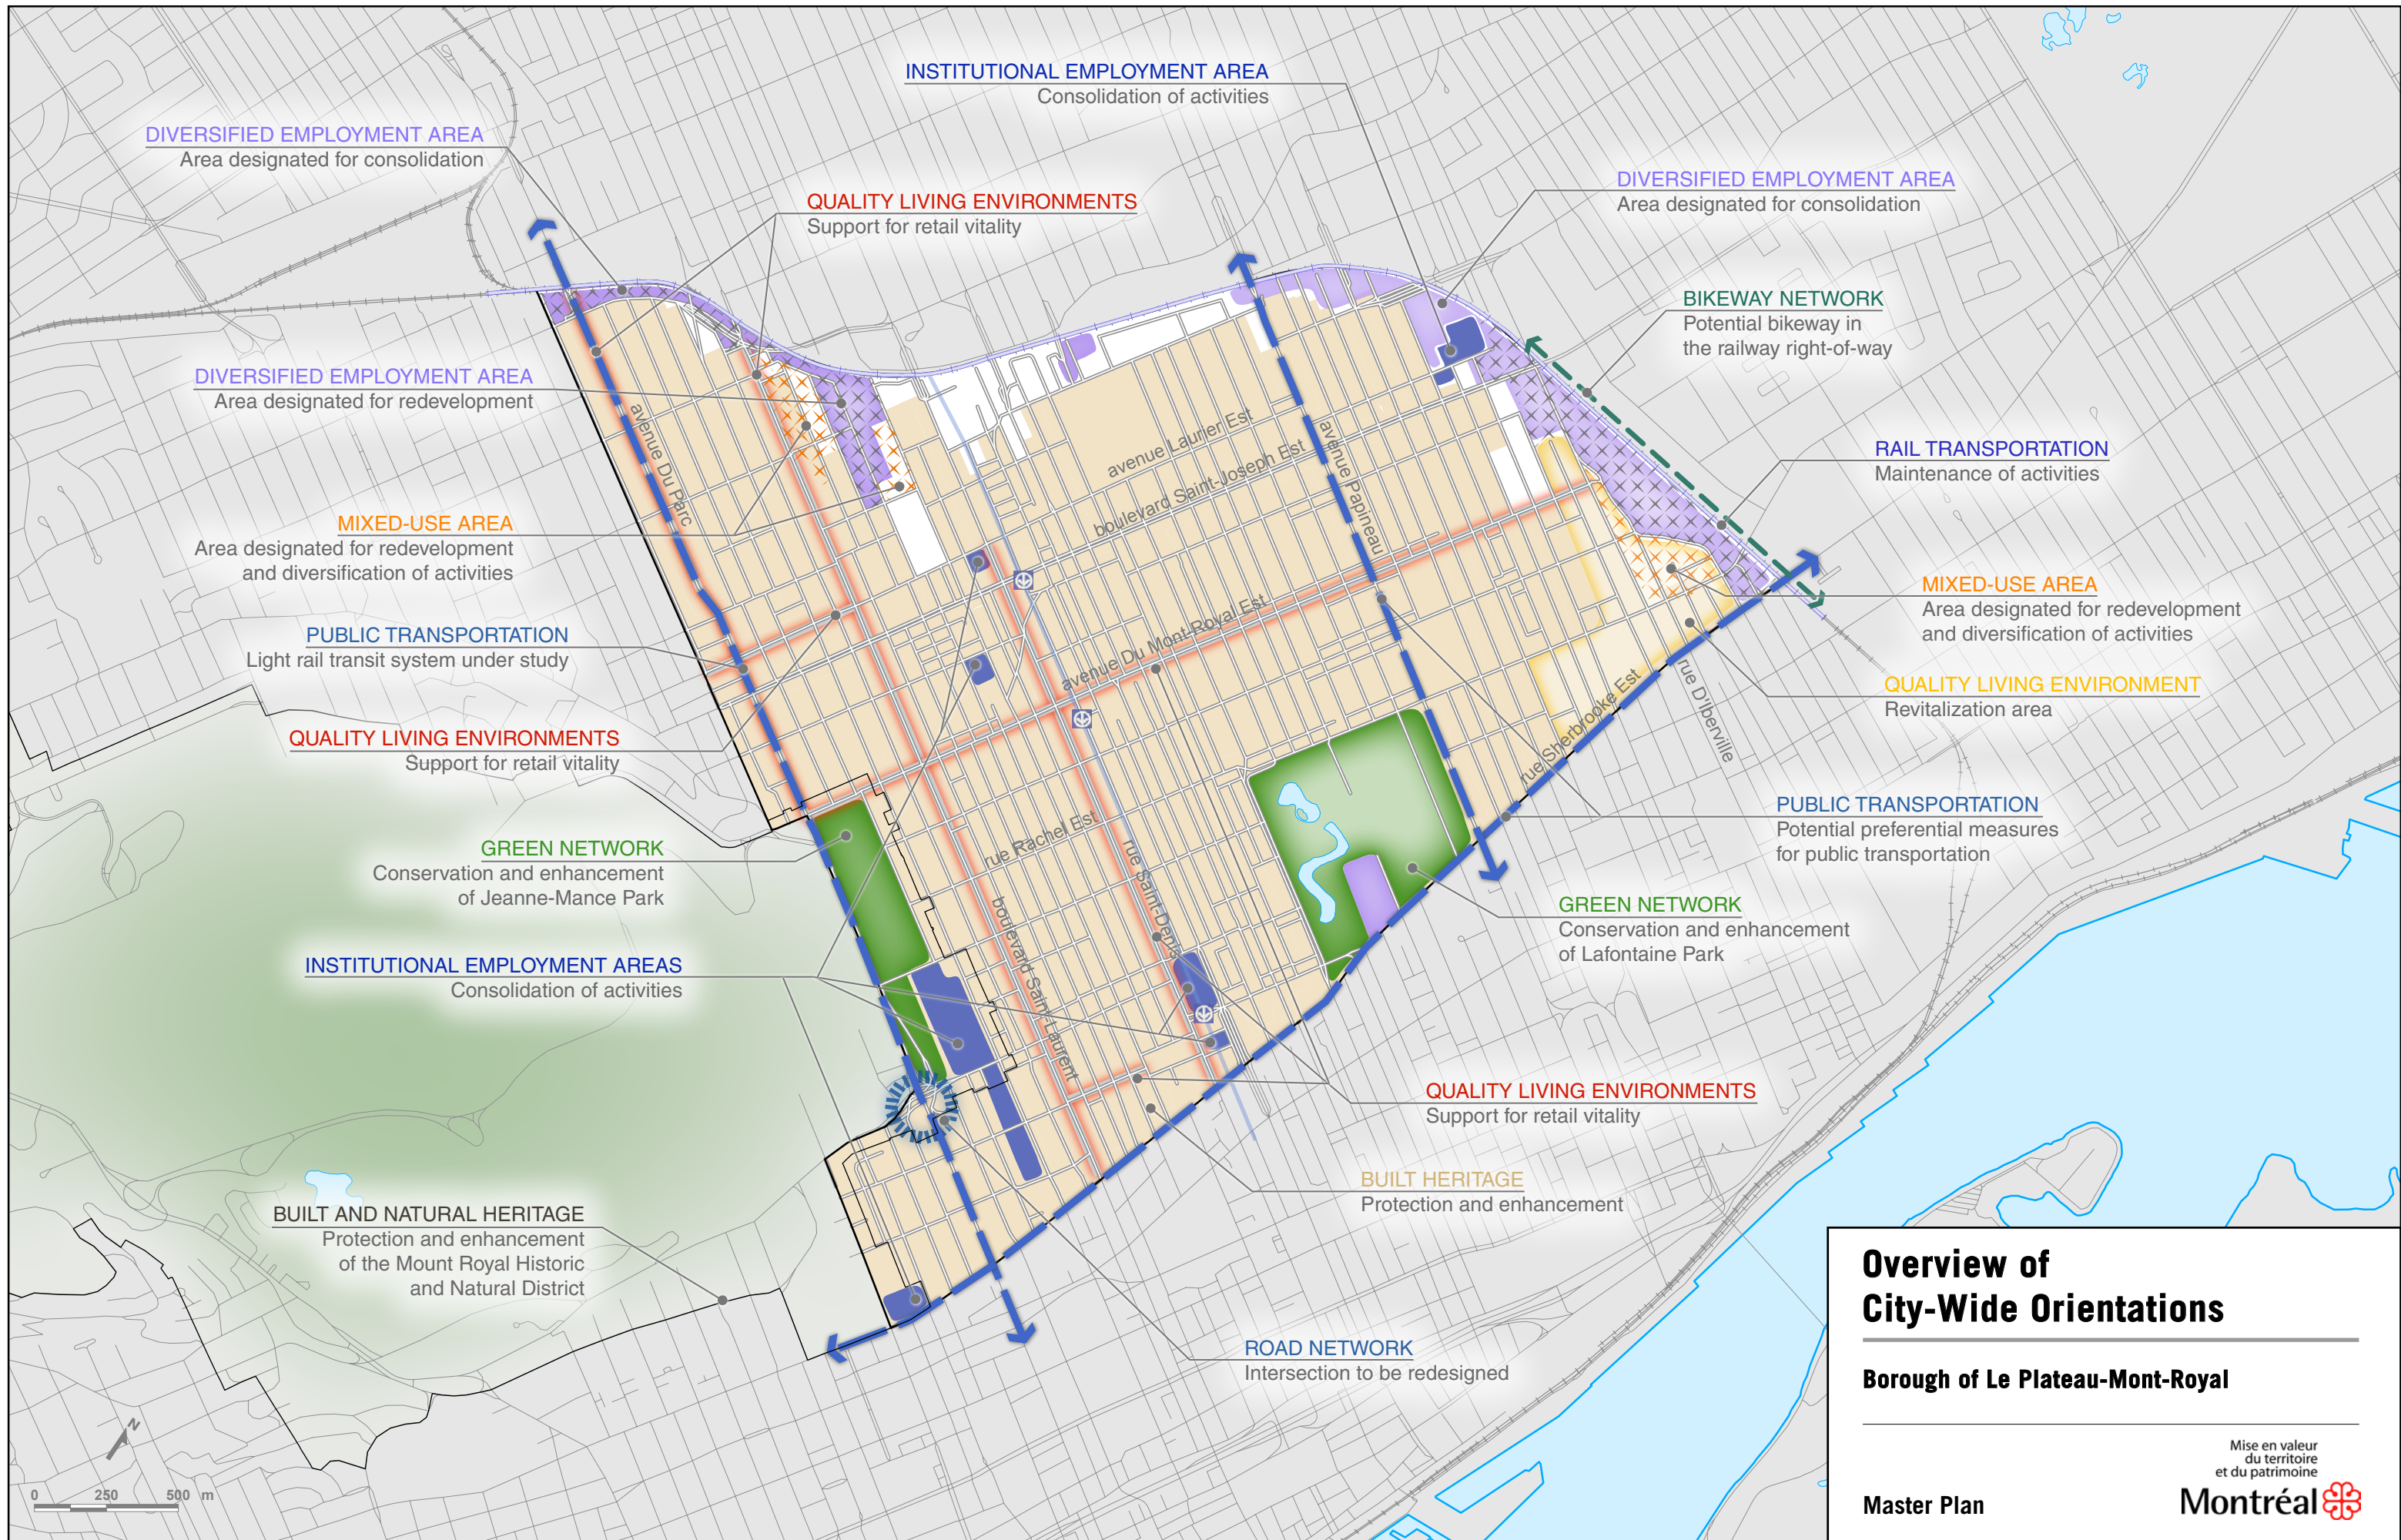 INSTITUTIONAL EMPLOYMENT AREA
Consolidation of activities
DIVERSIFIED EMPLOYMENT AREA
Area designated for consolidation
QUALITY LIVING ENVIRONMENTS
Support for retail vitality
DIVERSIFIED EMPLOYMENT AREA
Area designated for consolidation
BIKEWAY NETWORK
Potential bikeway in
the railway right-of-way
DIVERSIFIED EMPLOYMENT AREA
Area designated for redevelopment
RAIL TRANSPORTATION
Maintenance of activities
MIXED-USE AREA
Area designated for redevelopment
and diversification of activities
MIXED-USE AREA
Area designated for redevelopment
and diversification of activities
PUBLIC TRANSPORTATION
Light rail transit system under study
QUALITY LIVING ENVIRONMENT
Revitalization area
QUALITY LIVING ENVIRONMENTS
Support for retail vitality
PUBLIC TRANSPORTATION
Potential preferential measures
for public transportation
GREEN NETWORK
Conservation and enhancement
of Jeanne-Mance Park
GREEN NETWORK
Conservation and enhancement
of Lafontaine Park
INSTITUTIONAL EMPLOYMENT AREAS
Consolidation of activities
QUALITY LIVING ENVIRONMENTS
Support for retail vitality
BUILT HERITAGE
Protection and enhancement
BUILT AND NATURAL HERITAGE
Protection and enhancement
of the Mount Royal Historic
and Natural District
ROAD NETWORK
Intersection to be redesigned
avenue Du Parc
avenue Laurier Est
boulevard Saint-Joseph Est
avenue Papineau
avenue Du Mont-Royal Est
rue Sherbrooke Est
rue D'Iberville
rue Rachel Est
rue Saint-Denis
boulevard Saint-Laurent
N
0 250 500 m
Overview of
City-Wide Orientations
Borough of Le Plateau-Mont-Royal
Mise en valeur
du territoire
et du patrimoine
Master Plan
Montréal